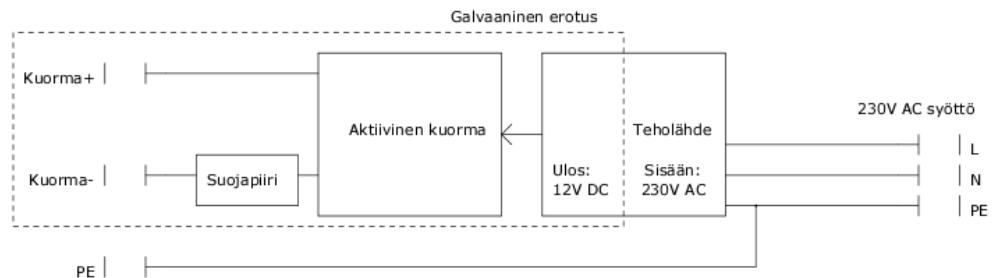 Galvaaninen erotus
Kuorma+
Aktiivinen kuorma
Teholähde
230V AC syöttö
L
Kuorma-
Suojapiiri
Ulos:
12V DC
Sisään:
230V AC
N
PE
PE